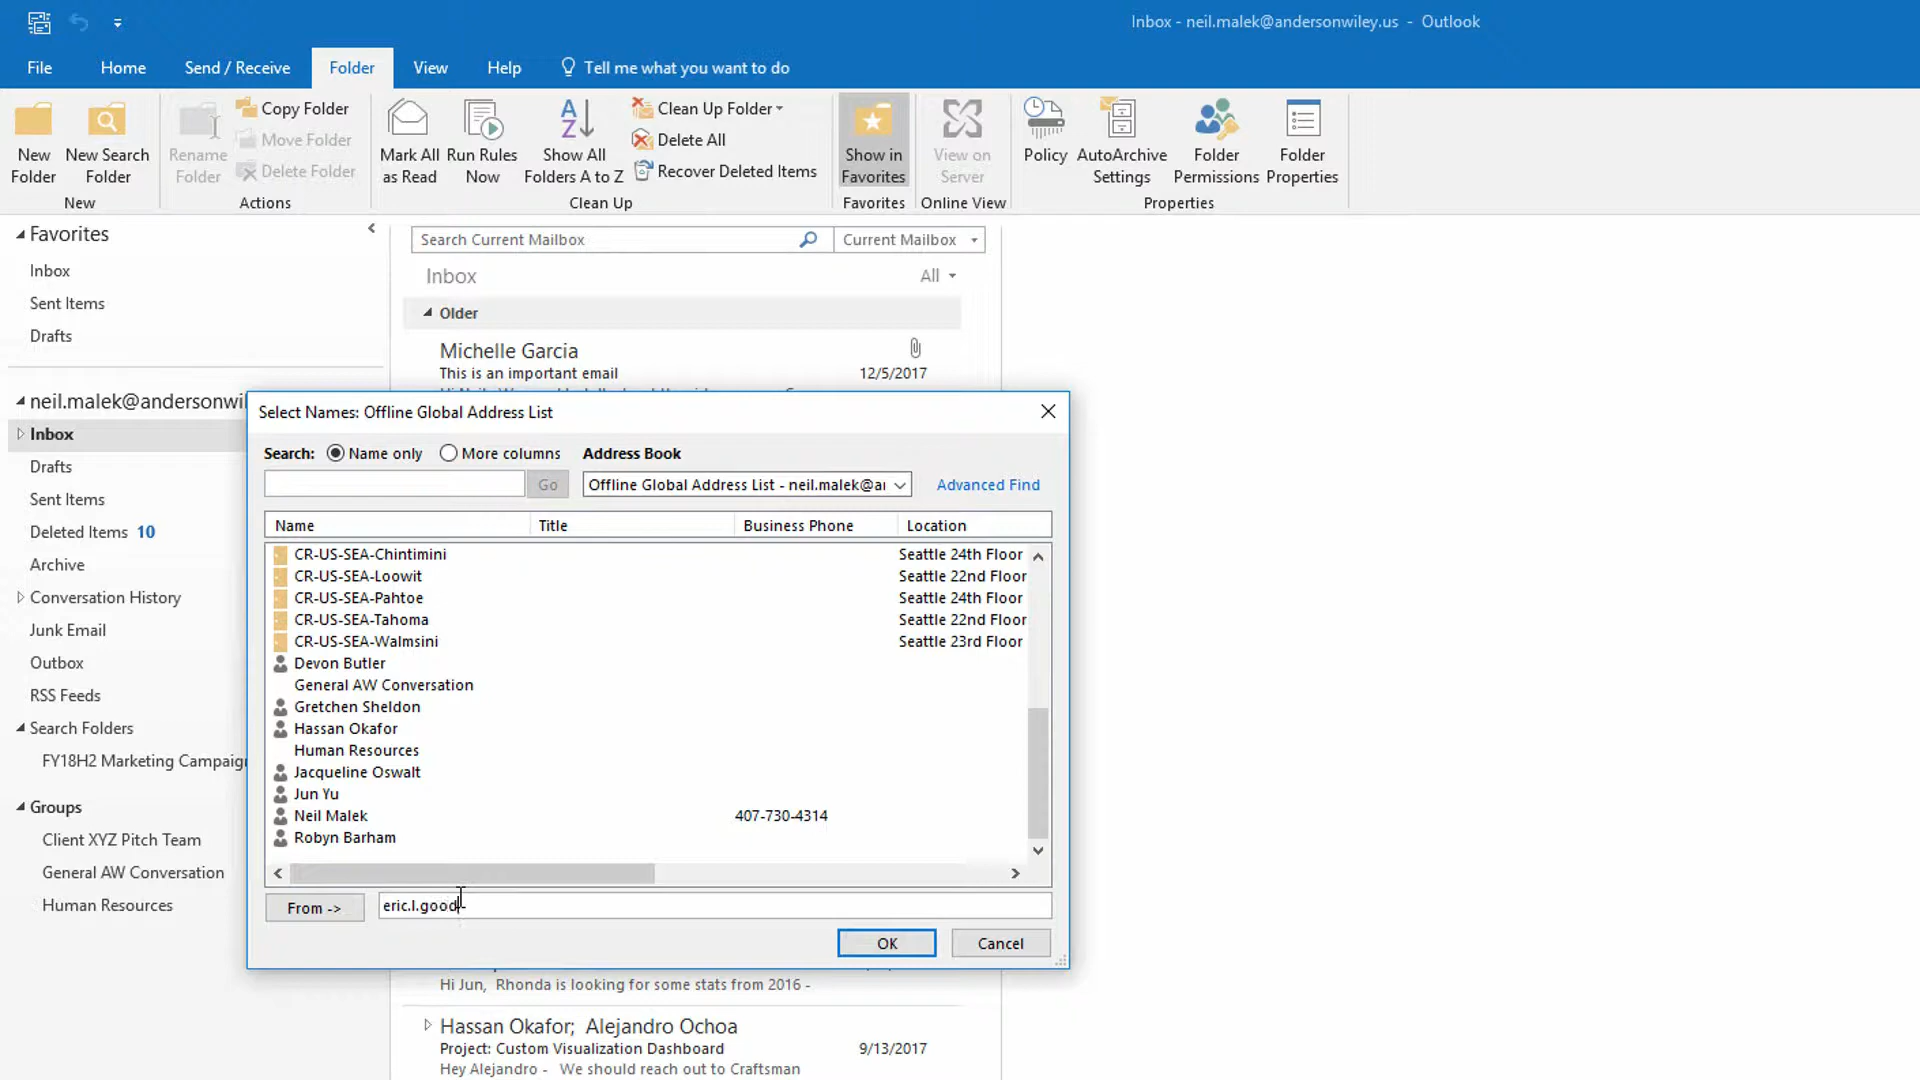 Inbox - neil.malek@andersonwiley.us - Outlook
File Home Send / Receive Folder View Help Tell me what you want to do
New Folder
New Search Folder
New
Rename Folder
Copy Folder
Move Folder
Delete Folder
Actions
Mark All as Read
Run Rules Now
Show All Folders A to Z
Clean Up Folder
Delete All
Recover Deleted Items
Clean Up
Show in Favorites
Favorites
View on Server
Online View
Policy
AutoArchive Settings
Folder Permissions
Folder Properties
Properties
Favorites
Inbox
Sent Items
Drafts
neil.malek@andersonwil
Inbox
Drafts
Sent Items
Deleted Items 10
Archive
Conversation History
Junk Email
Outbox
RSS Feeds
Search Folders
FY18H2 Marketing Campaign
Groups
Client XYZ Pitch Team
General AW Conversation
Human Resources
Search Current Mailbox
Current Mailbox
Inbox All
Older
Michelle Garcia
This is an important email 12/5/2017
Select Names: Offline Global Address List
Search: Name only More columns Address Book
Go Offline Global Address List - neil.malek@ai Advanced Find
Name Title Business Phone Location
CR-US-SEA-Chintimini Seattle 24th Floor
CR-US-SEA-Loowit Seattle 22nd Floor
CR-US-SEA-Pahtoe Seattle 24th Floor
CR-US-SEA-Tahoma Seattle 22nd Floor
CR-US-SEA-Walmsini Seattle 23rd Floor
Devon Butler
General AW Conversation
Gretchen Sheldon
Hassan Okafor
Human Resources
Jacqueline Oswalt
Jun Yu
Neil Malek 407-730-4314
Robyn Barham
From -> eric.l.good
OK Cancel
Hi Jun, Rhonda is looking for some stats from 2016 -
Hassan Okafor; Alejandro Ochoa
Project: Custom Visualization Dashboard 9/13/2017
Hey Alejandro - We should reach out to Craftsman